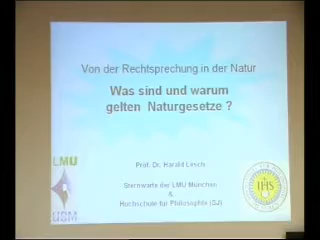 Von der Rechtsprechung in der Natur
Was sind und warum
gelten Naturgesetze ?
Prof. Dr. Harald Lesch
Sternwarte der LMU München
&
Hochschule für Philosophie (SJ)
LMU
USM
IHS